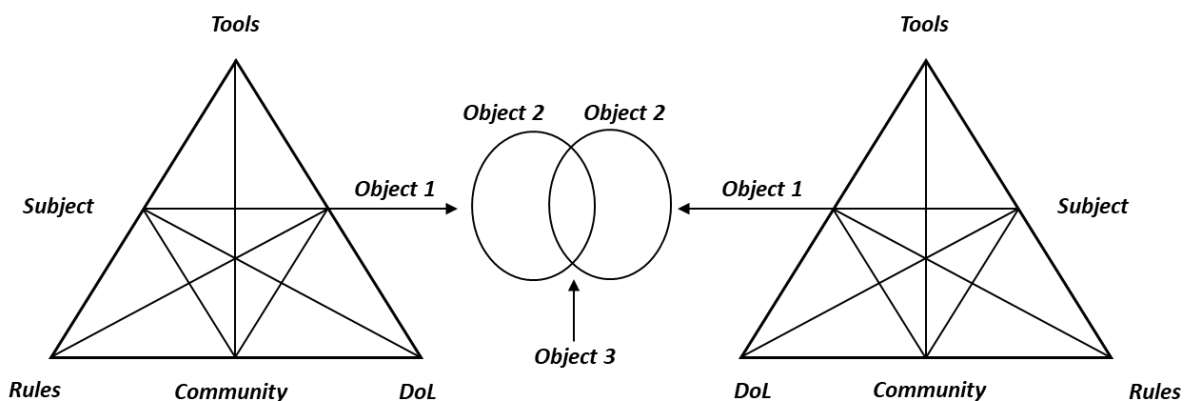 Tools
Tools
Object 2
Object 2
Object 1
Object 1
Subject
Subject
Object 3
Rules
Community
DoL
DoL
Community
Rules